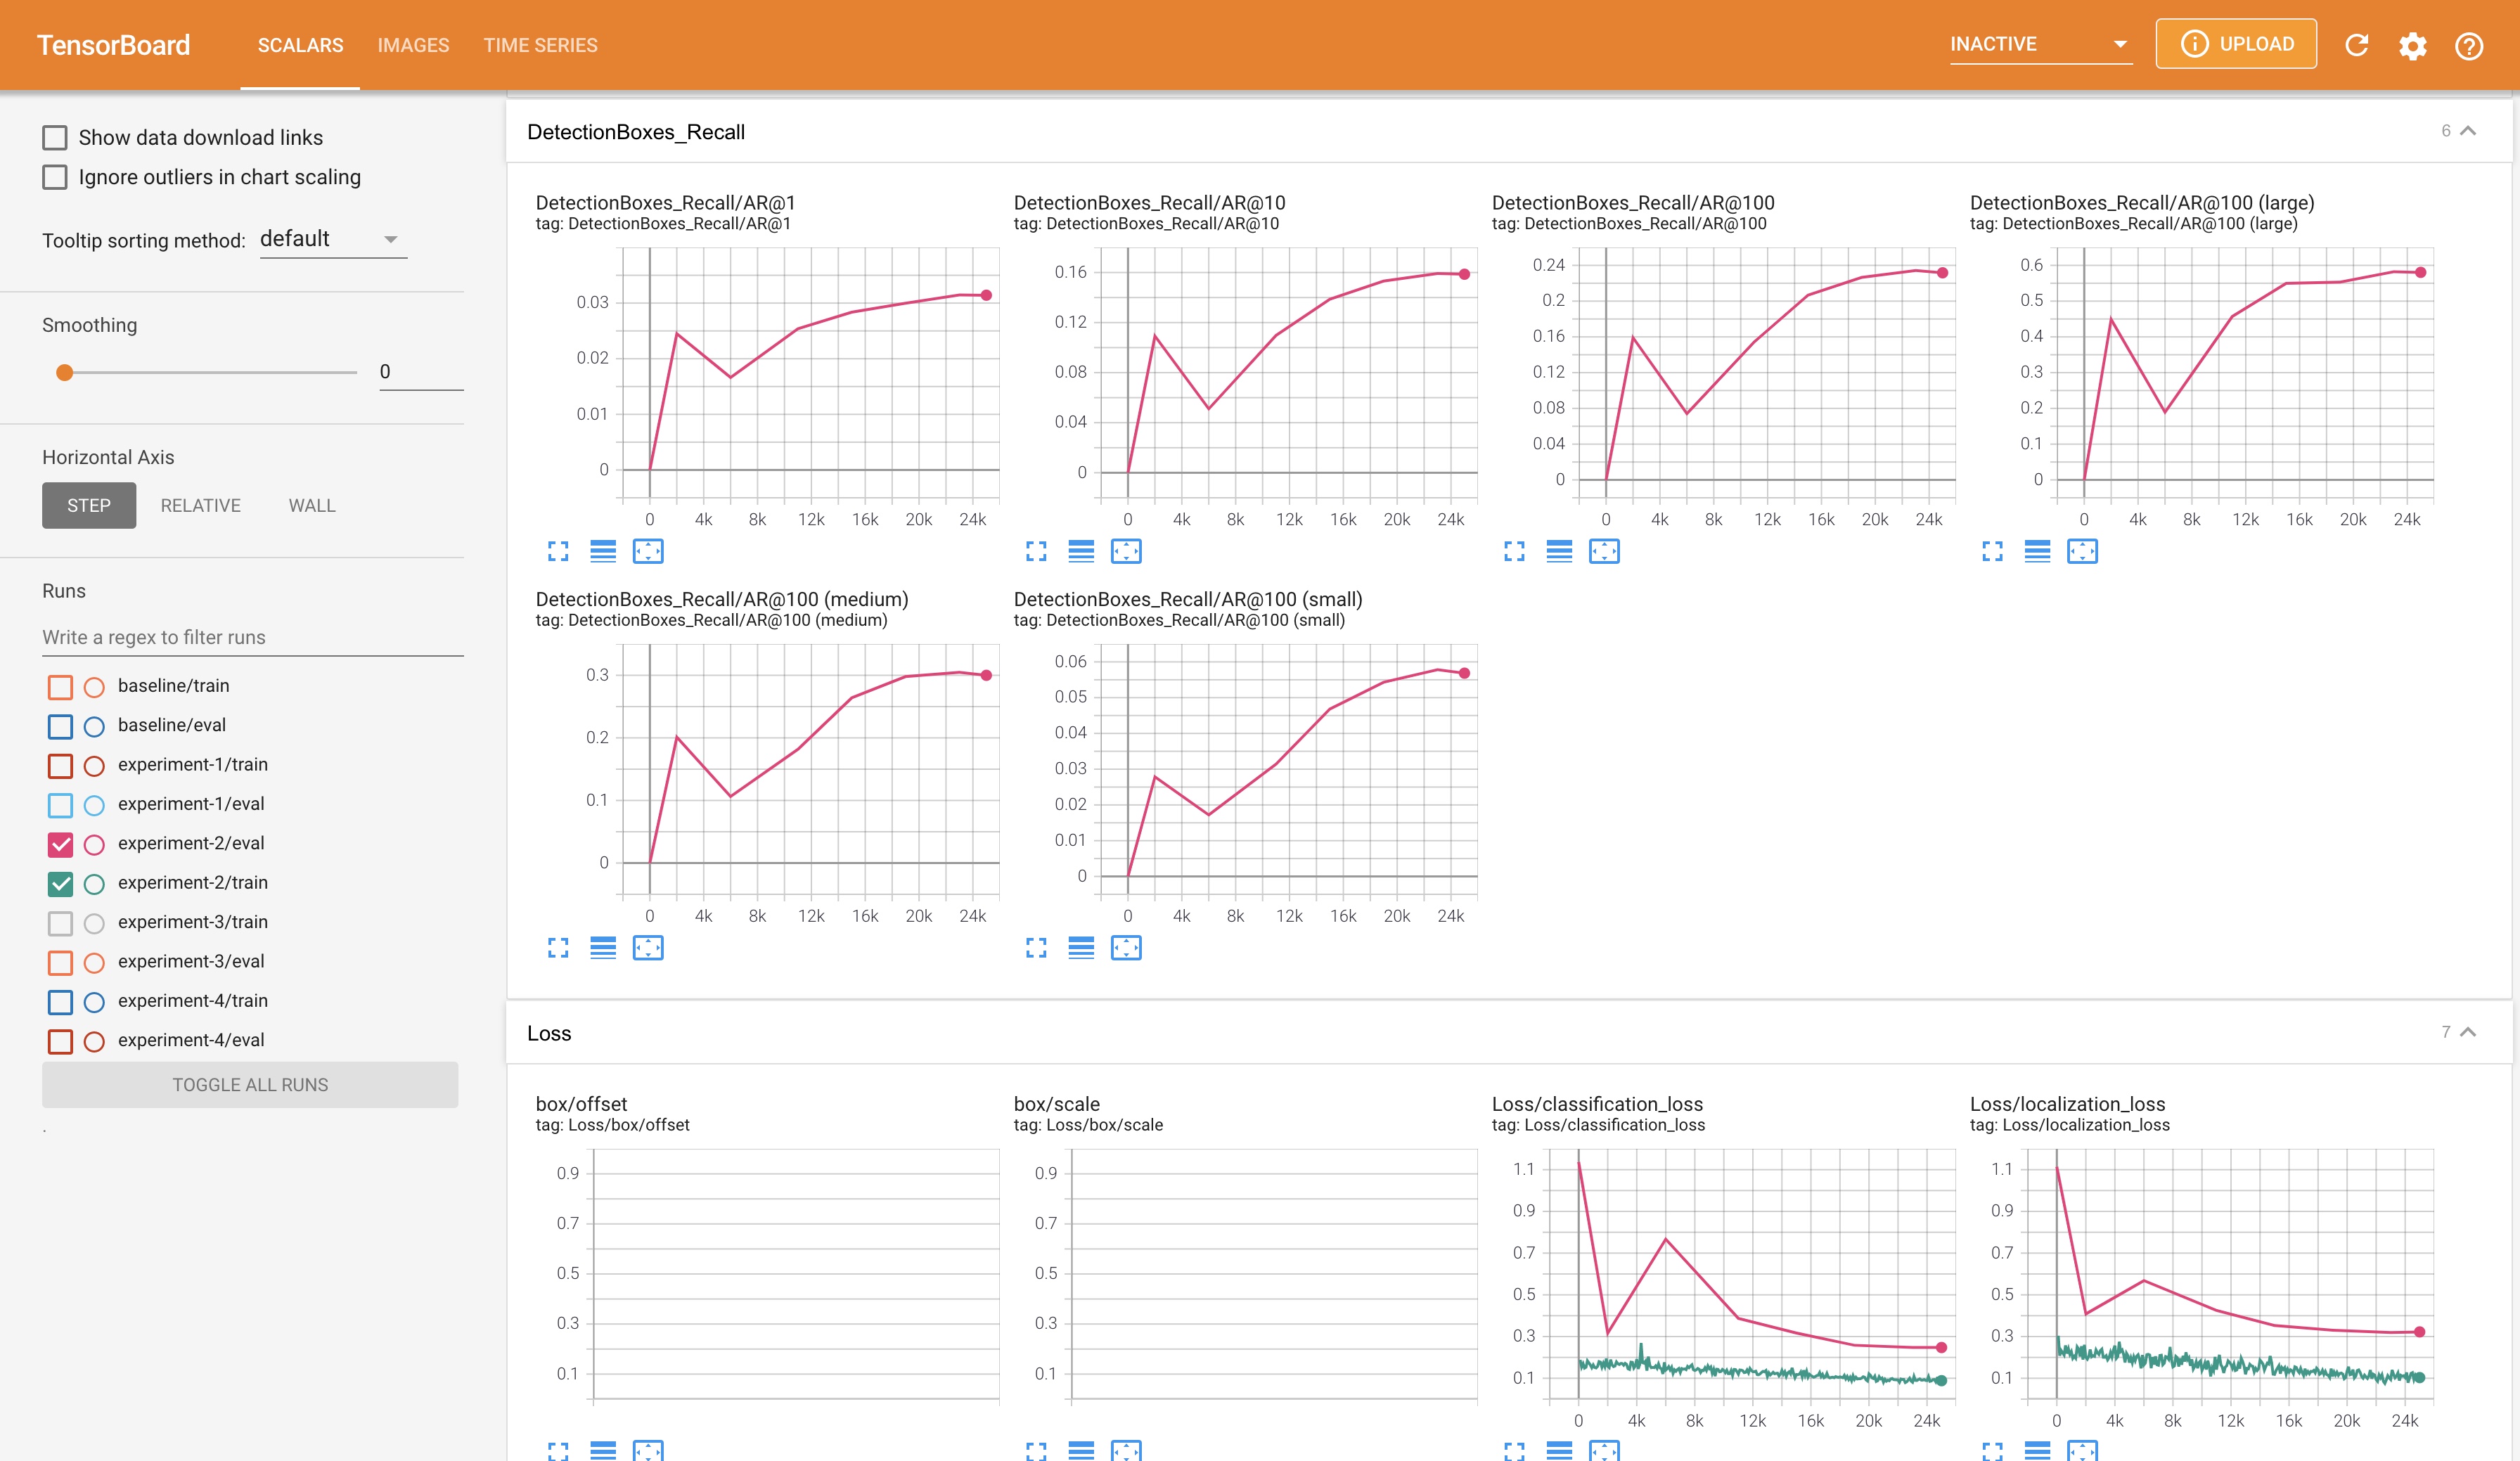 TensorBoard
SCALARS IMAGES TIME SERIES
INACTIVE
UPLOAD
Show data download links
Ignore outliers in chart scaling
Tooltip sorting method: default
Smoothing
0
Horizontal Axis
STEP RELATIVE WALL
Runs
Write a regex to filter runs
baseline/train
baseline/eval
experiment-1/train
experiment-1/eval
experiment-2/eval
experiment-2/train
experiment-3/train
experiment-3/eval
experiment-4/train
experiment-4/eval
TOGGLE ALL RUNS
.
DetectionBoxes_Recall
6
DetectionBoxes_Recall/AR@1
tag: DetectionBoxes_Recall/AR@1
0.03
0.02
0.01
0
0 4k 8k 12k 16k 20k 24k
DetectionBoxes_Recall/AR@10
tag: DetectionBoxes_Recall/AR@10
0.16
0.12
0.08
0.04
0
0 4k 8k 12k 16k 20k 24k
DetectionBoxes_Recall/AR@100
tag: DetectionBoxes_Recall/AR@100
0.24
0.2
0.16
0.12
0.08
0.04
0
0 4k 8k 12k 16k 20k 24k
DetectionBoxes_Recall/AR@100 (large)
tag: DetectionBoxes_Recall/AR@100 (large)
0.6
0.5
0.4
0.3
0.2
0.1
0
0 4k 8k 12k 16k 20k 24k
DetectionBoxes_Recall/AR@100 (medium)
tag: DetectionBoxes_Recall/AR@100 (medium)
0.3
0.2
0.1
0
0 4k 8k 12k 16k 20k 24k
DetectionBoxes_Recall/AR@100 (small)
tag: DetectionBoxes_Recall/AR@100 (small)
0.06
0.05
0.04
0.03
0.02
0.01
0
0 4k 8k 12k 16k 20k 24k
Loss
7
box/offset
tag: Loss/box/offset
0.9
0.7
0.5
0.3
0.1
box/scale
tag: Loss/box/scale
0.9
0.7
0.5
0.3
0.1
Loss/classification_loss
tag: Loss/classification_loss
1.1
0.9
0.7
0.5
0.3
0.1
0 4k 8k 12k 16k 20k 24k
Loss/localization_loss
tag: Loss/localization_loss
1.1
0.9
0.7
0.5
0.3
0.1
0 4k 8k 12k 16k 20k 24k